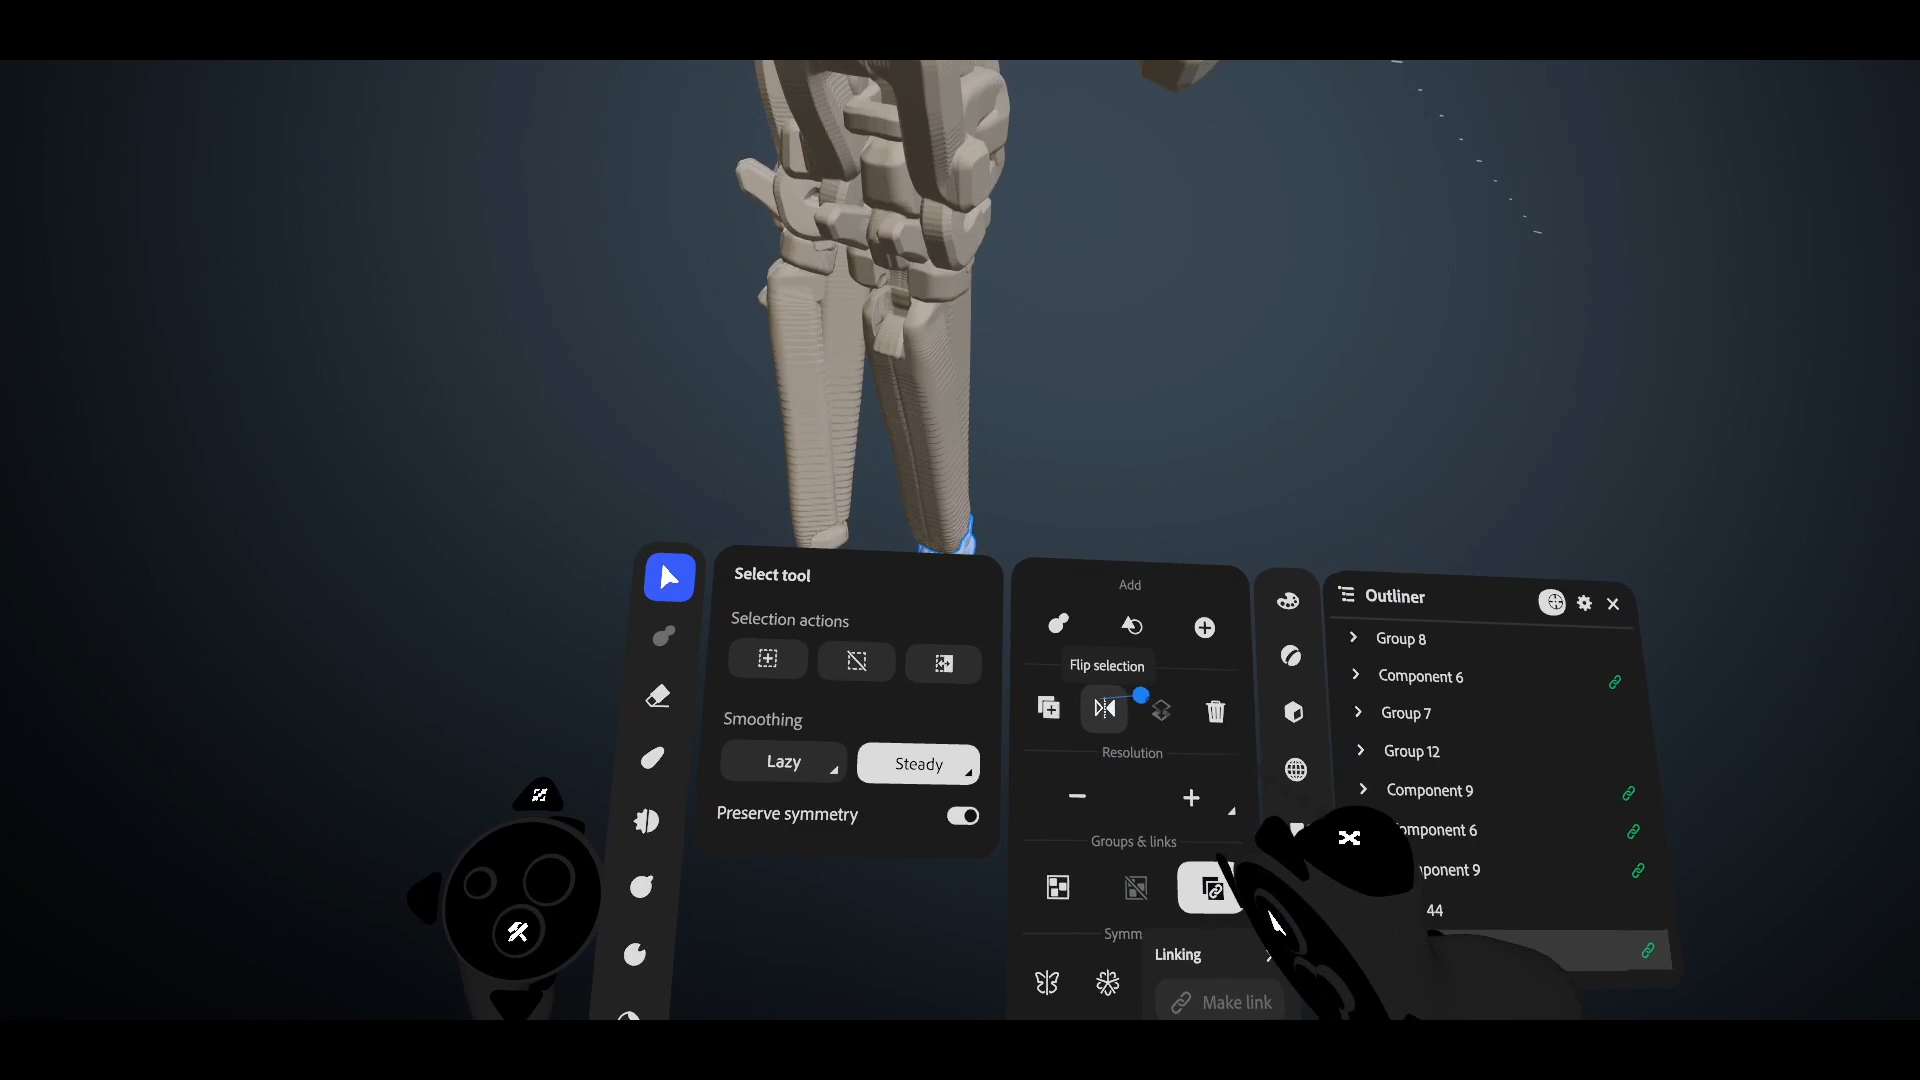 Select tool
Selection actions
Smoothing
Lazy
Steady
Preserve symmetry
Add
Flip selection
Resolution
Groups & links
Symm
Linking
Make link
Outliner
Group 8
Component 6
Group 7
Group 12
Component 9
omponent 6
ponent 9
44